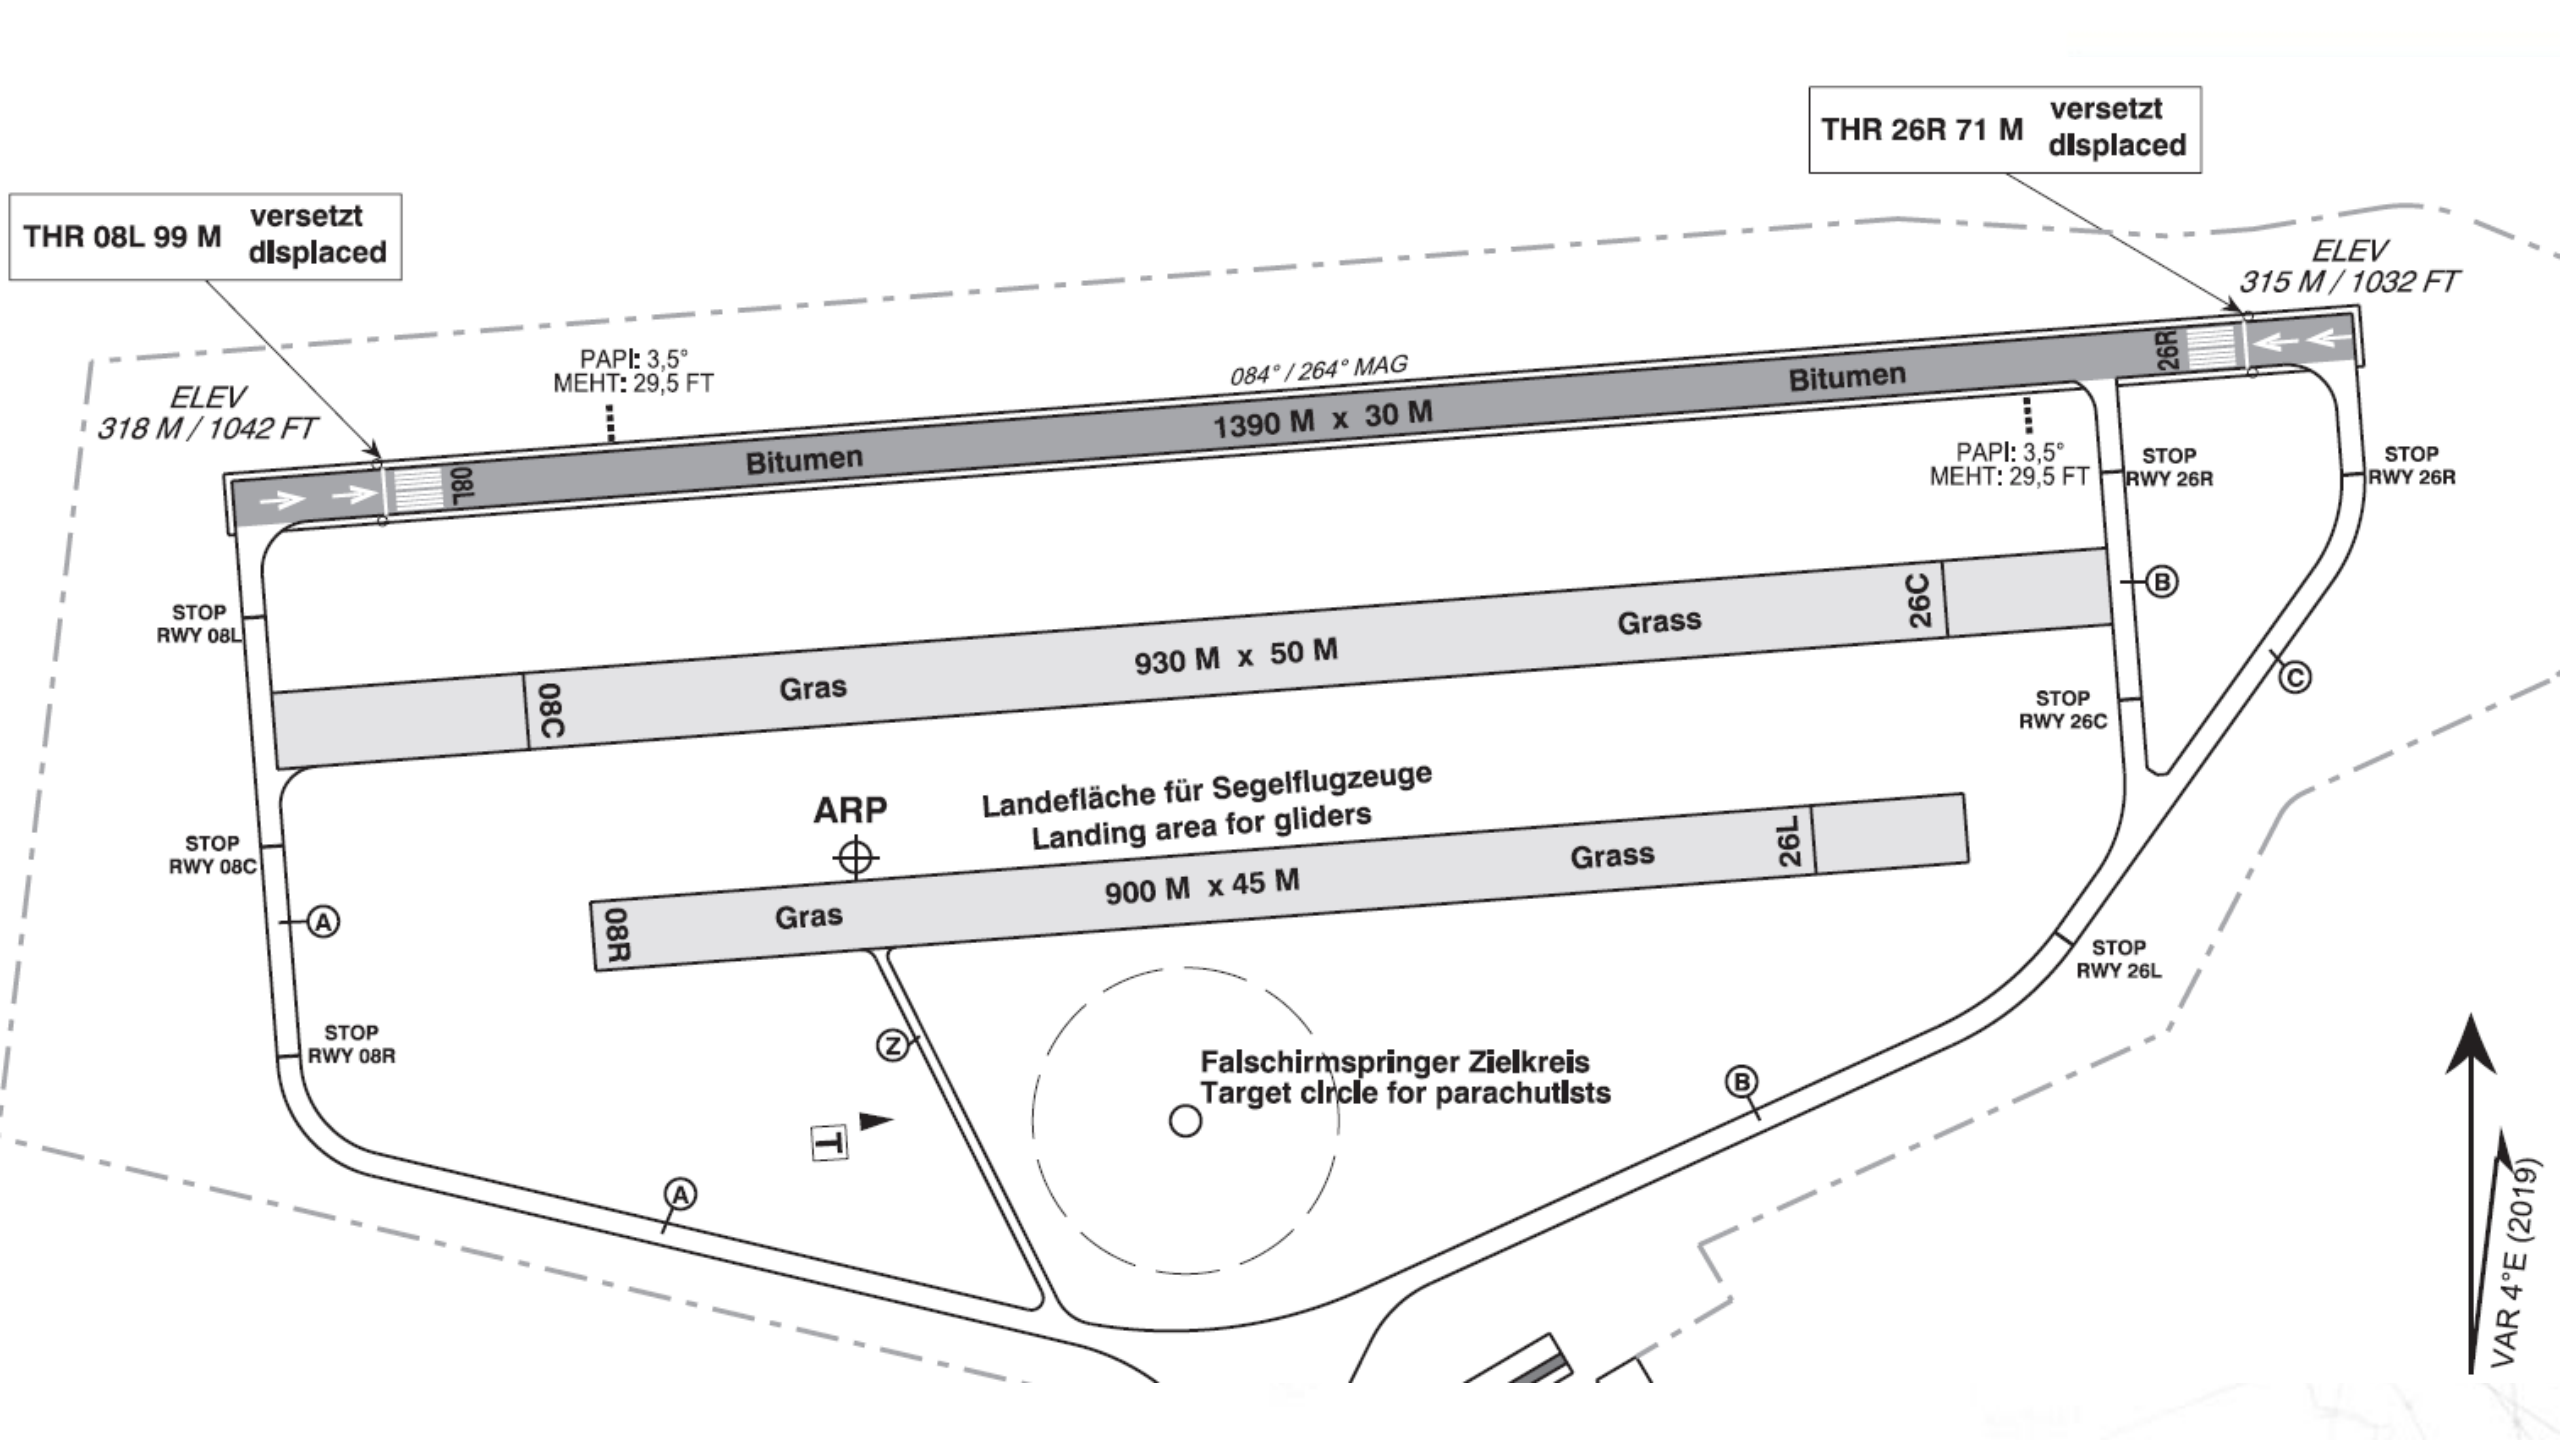 THR 26R 71 M
versetzt
dIsplaced
THR 08L 99 M
versetzt
dIsplaced
ELEV
315 M / 1032 FT
26R
PAPI: 3,5°
MEHT: 29,5 FT
084° / 264° MAG
ELEV
318 M / 1042 FT
Bitumen
1390 M x 30 M
Bitumen
08L
PAPI: 3,5°
MEHT: 29,5 FT
STOP
RWY 26R
STOP
RWY 26R
STOP
RWY 08L
B
26C
Grass
930 M x 50 M
Gras
08C
C
STOP
RWY 26C
ARP
Landefläche für Segelflugzeuge
Landing area for gliders
STOP
RWY 08C
26L
Grass
900 M x 45 M
Gras
08R
A
STOP
RWY 26L
STOP
RWY 08R
Z
Falschirmspringer Zielkreis
Target cIrcle for parachutIsts
B
T
A
VAR 4°E (2019)